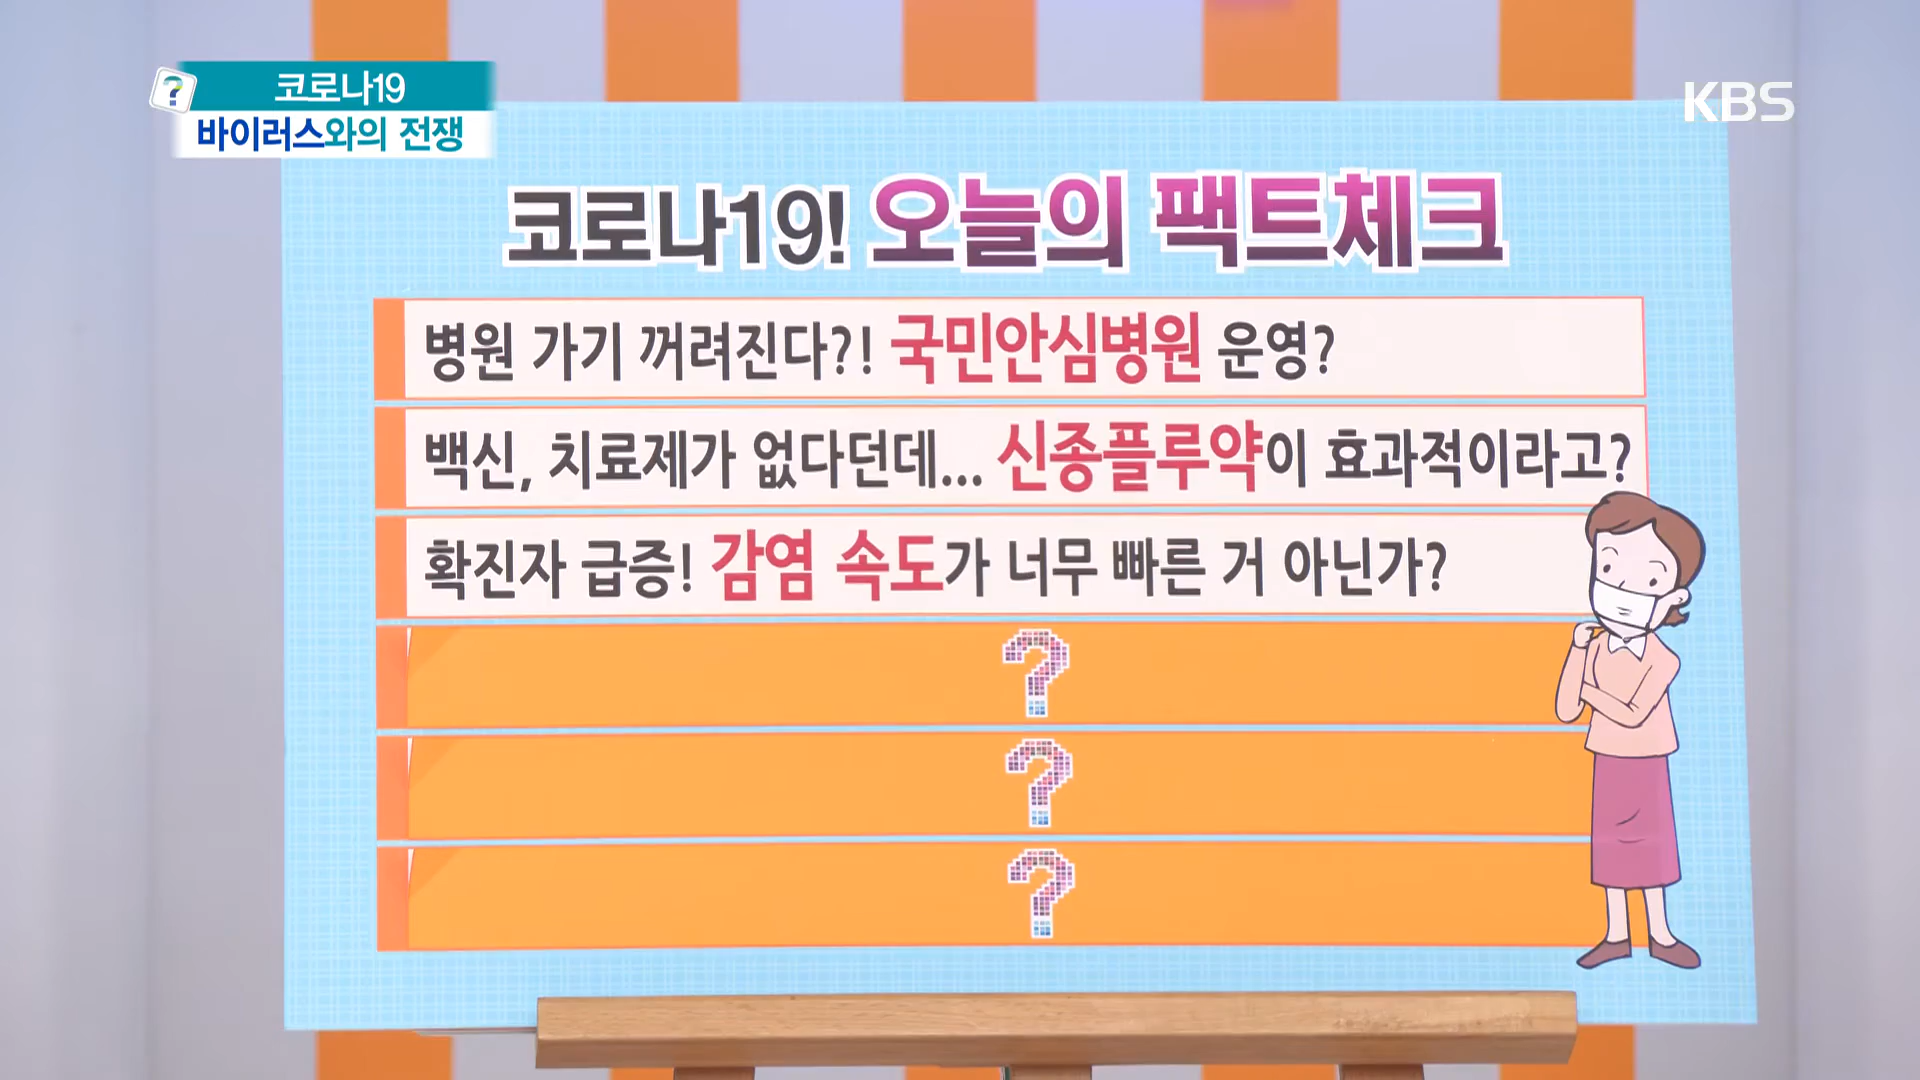 ?
코로나19
바이러스와의 전쟁
KBS
코로나19! 오늘의 팩트체크
병원 가기 꺼려진다?! 국민안심병원 운영?
백신, 치료제가 없다던데... 신종플루약이 효과적이라고?
확진자 급증! 감염 속도가 너무 빠른 거 아닌가?
?
?
?